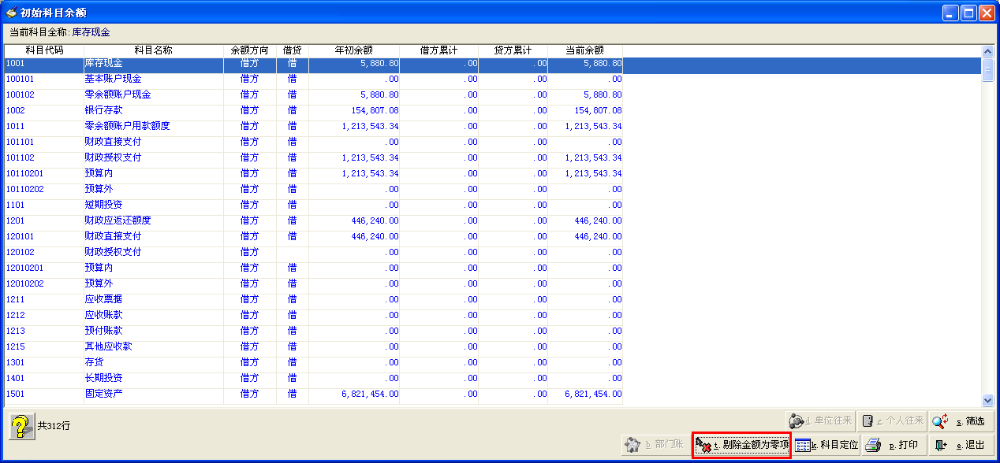 初始科目余额
当前科目全称: 库存现金
科目代码 科目名称 余额方向 借贷 年初余额 借方累计 贷方累计 当前余额
1001 库存现金 借方 借 5,880.80 .00 .00 5,880.80
100101 基本账户现金 借方 借 .00 .00 .00 .00
100102 零余额账户现金 借方 借 5,880.80 .00 .00 5,880.80
1002 银行存款 借方 借 154,807.08 .00 .00 154,807.08
1011 零余额账户用款额度 借方 借 1,213,543.34 .00 .00 1,213,543.34
101101 财政直接支付 借方 借 .00 .00 .00 .00
101102 财政授权支付 借方 借 1,213,543.34 .00 .00 1,213,543.34
10110201 预算内 借方 借 1,213,543.34 .00 .00 1,213,543.34
10110202 预算外 借方 借 .00 .00 .00 .00
1101 短期投资 借方 借 .00 .00 .00 .00
1201 财政应返还额度 借方 借 446,240.00 .00 .00 446,240.00
120101 财政直接支付 借方 借 446,240.00 .00 .00 446,240.00
120102 财政授权支付 借方 .00 .00 .00 .00
12010201 预算内 借方 借 .00 .00 .00 .00
12010202 预算外 借方 借 .00 .00 .00 .00
1211 应收票据 借方 借 .00 .00 .00 .00
1212 应收账款 借方 借 .00 .00 .00 .00
1213 预付账款 借方 借 .00 .00 .00 .00
1215 其他应收款 借方 借 .00 .00 .00 .00
1301 存货 借方 借 .00 .00 .00 .00
1401 长期投资 借方 借 .00 .00 .00 .00
1501 固定资产 借方 借 6,821,454.00 .00 .00 6,821,454.00
共312行 d. 单位往来 g. 个人往来 s. 筛选
b. 部门账 t. 剔除金额为零项 k. 科目定位 p. 打印 e. 退出